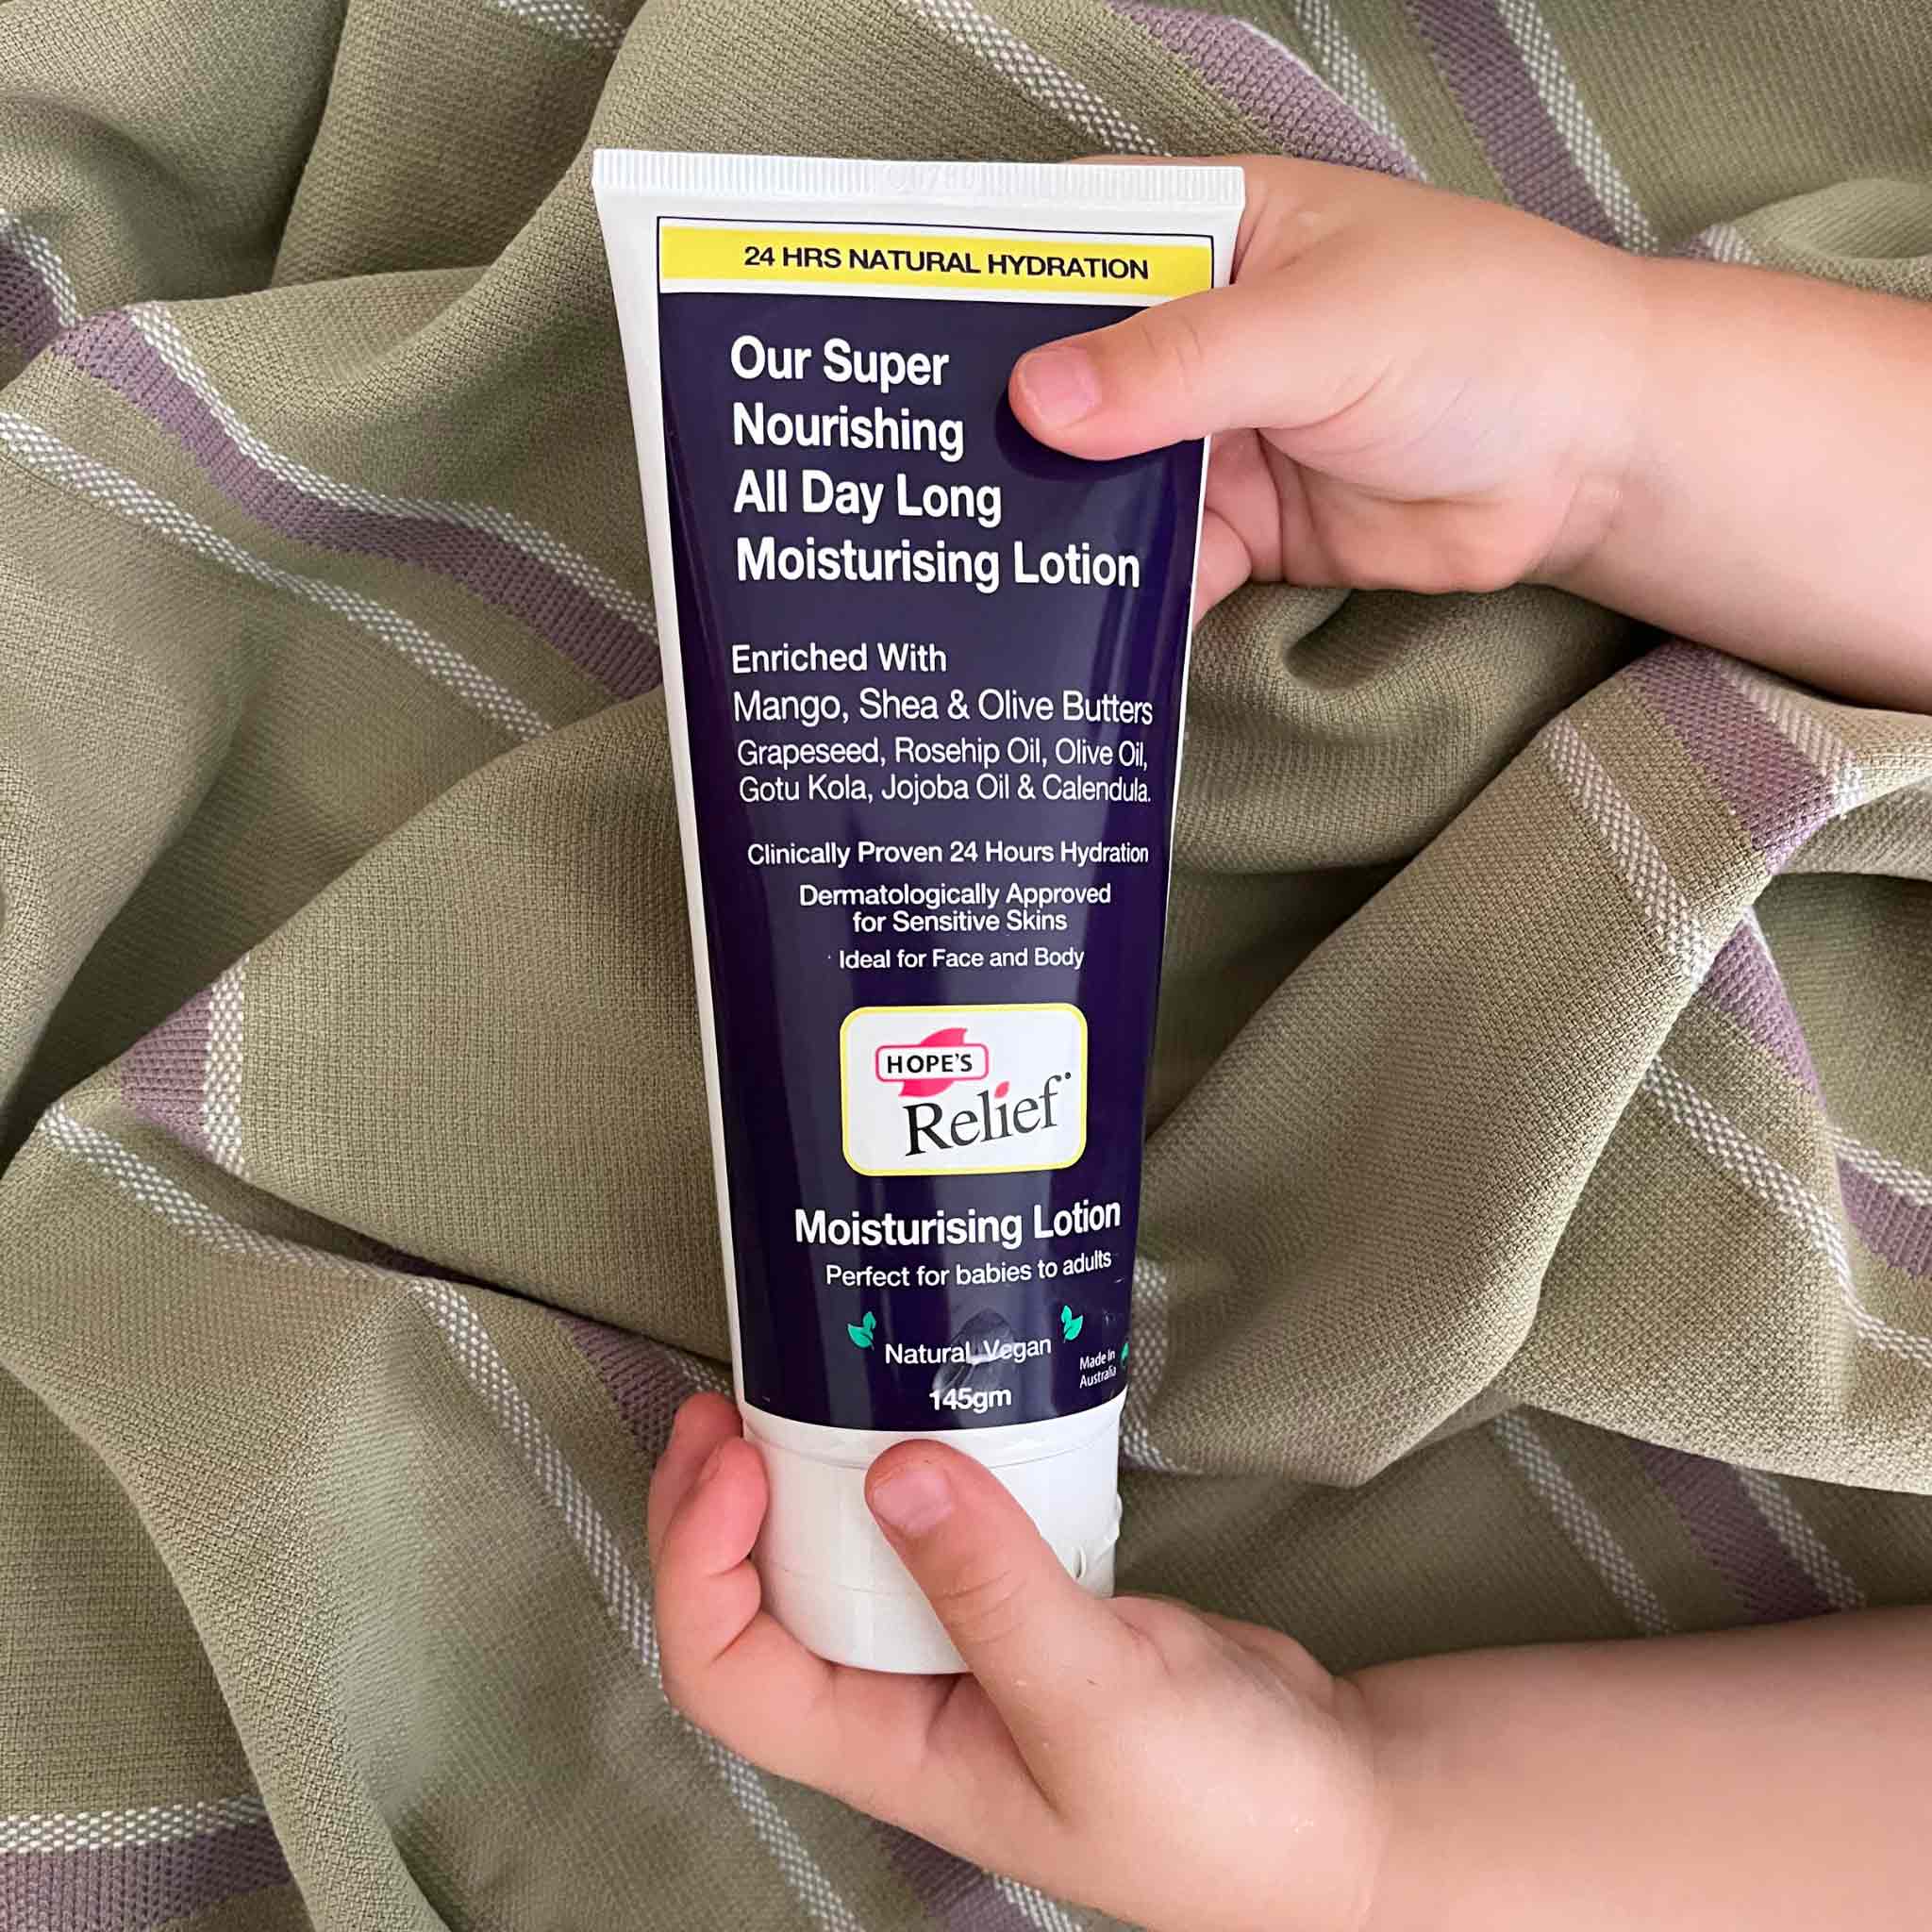 24 HRS NATURAL HYDRATION
Our Super
Nourishing
All Day Long
Moisturising Lotion
Enriched With
Mango, Shea & Olive Butters
Grapeseed, Rosehip Oil, Olive Oil,
Gotu Kola, Jojoba Oil & Calendula.
Clinically Proven 24 Hours Hydration
Dermatologically Approved
for Sensitive Skins
Ideal for Face and Body
HOPE'S
Relief®
Moisturising Lotion
Perfect for babies to adults
Natural Vegan
Made In
Australia
145gm